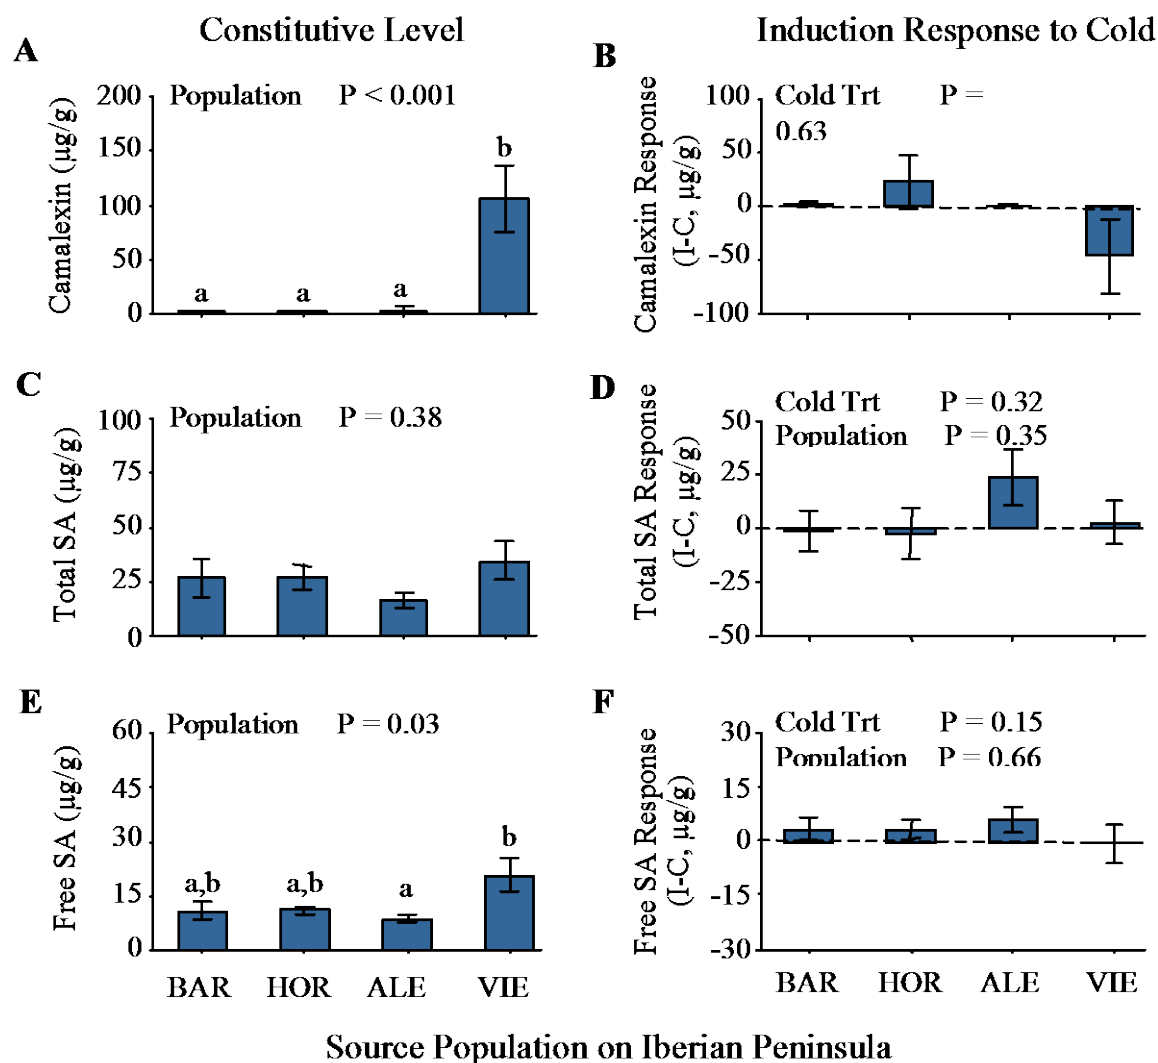 Constitutive Level
Induction Response to Cold
A
Population P < 0.001
Camalexin (µg/g)
200
150
100
50
0
a
a
a
b
B
Cold Trt P =
0.63
Camalexin Response
(I-C, µg/g)
100
50
0
-50
-100
C
Population P = 0.38
Total SA (µg/g)
100
75
50
25
0
D
Cold Trt P = 0.32
Population P = 0.35
Total SA Response
(I-C, µg/g)
50
25
0
-25
-50
E
Population P = 0.03
Free SA (µg/g)
60
45
30
15
0
a,b
a,b
a
b
BAR HOR ALE VIE
F
Cold Trt P = 0.15
Population P = 0.66
Free SA Response
(I-C, µg/g)
30
15
0
-15
-30
BAR HOR ALE VIE
Source Population on Iberian Peninsula